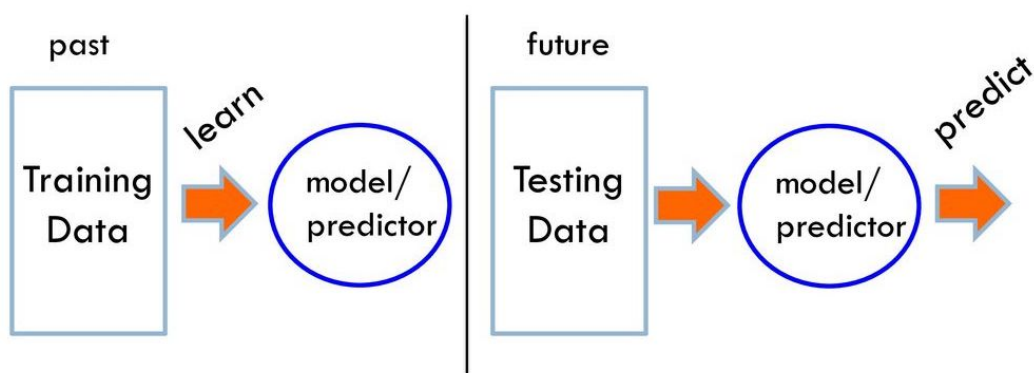 past
learn
Training
Data
model/
predictor
future
Testing
Data
model/
predictor
predict